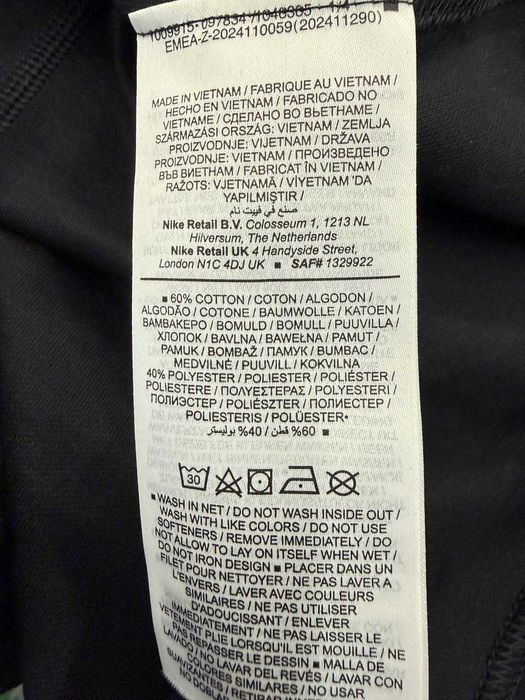 EMEA-Z-2024110059 (202411290)
MADE IN VIETNAM / FABRIQUE AU VIETNAM /
HECHO EN VIETNAM / FABRICADO NO
VIETNAME / СДЕЛАНО ВО ВЬЕТНАМЕ /
SZÁRMAZÁSI ORSZÁG: VIETNAM / ZEMLJA
PROIZVODNJE: VIJETNAM / DRŽAVA
PROIZVODNJE: VIETNAM / ПРОИЗВЕДЕНО
ВЪВ ВИЕТНАМ / FABRICAT ÎN VIETNAM /
RAŽOTS: VJETNAMĀ / VİYETNAM'DA
YAPILMIŞTIR /
صنع في فييت نام
Nike Retail B.V. Colosseum 1, 1213 NL
Hilversum, The Netherlands
Nike Retail UK 4 Handyside Street,
London N1C 4DJ UK ■ SAF# 1329922
■ 60% COTTON / COTON / ALGODON /
ALGODÃO / COTONE / BAUMWOLLE / KATOEN /
ΒΑΜΒΑΚΕΡΟ / BOMULD / BOMULL / PUUVILLA /
ХЛОПОК / BAVLNA / BAWEŁNA / PAMUT /
PAMUK / BOMBAŽ / ПАМУК / BUMBAC /
MEDVILNĖ / PUUVILL / KOKVILNA
40% POLYESTER / POLIESTER / POLIÉSTER /
POLIESTERE / ΠΟΛΥΕΣΤΕΡΑΣ / POLYESTERI /
ПОЛИЭСТЕР / POLIÉSZTER / ПОЛИЕСТЕР /
POLIESTERIS / POLÜESTER•
60% قطن / 40% بوليستر ■
30
■ WASH IN NET / DO NOT WASH INSIDE OUT /
WASH WITH LIKE COLORS / DO NOT USE
SOFTENERS / REMOVE IMMEDIATELY / DO
NOT ALLOW TO LAY ON ITSELF WHEN WET /
DO NOT IRON DESIGN ■ PLACER DANS UN
FILET POUR NETTOYER / NE PAS LAVER A
L'ENVERS / LAVER AVEC COULEURS
SIMILAIRES / NE PAS UTILISER
D'ADOUCISSANT / ENLEVER
IMMEDIATEMENT / NE PAS LAISSER LE
VETEMENT PLIE LORSQU'IL EST MOUILLE / NE
PAS REPASSER LE DESSIN ■ MALLA DE
LAVADO / NO LAVAR DEL REVÉS / LAVAR CON
COLORES SIMILARES / NO USAR
SUAVIZANTES / RETIRAR
NO